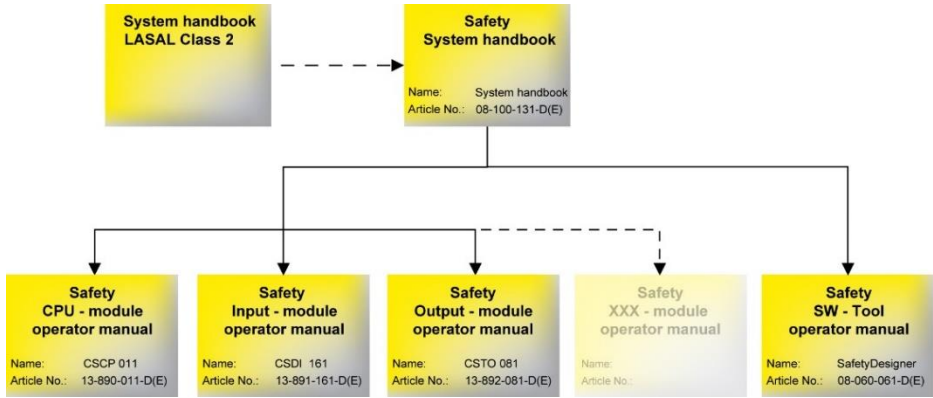 System handbook
LASAL Class 2
Safety
System handbook
Name: System handbook
Article No.: 08-100-131-D(E)
Safety
CPU - module
operator manual
Name: CSCP 011
Article No.: 13-890-011-D(E)
Safety
Input - module
operator manual
Name: CSDI 161
Article No.: 13-891-161-D(E)
Safety
Output - module
operator manual
Name: CSTO 081
Article No.: 13-892-081-D(E)
Safety
XXX - module
operator manual
Name:
Article No.:
Safety
SW - Tool
operator manual
Name: SafetyDesigner
Article No.: 08-060-061-D(E)